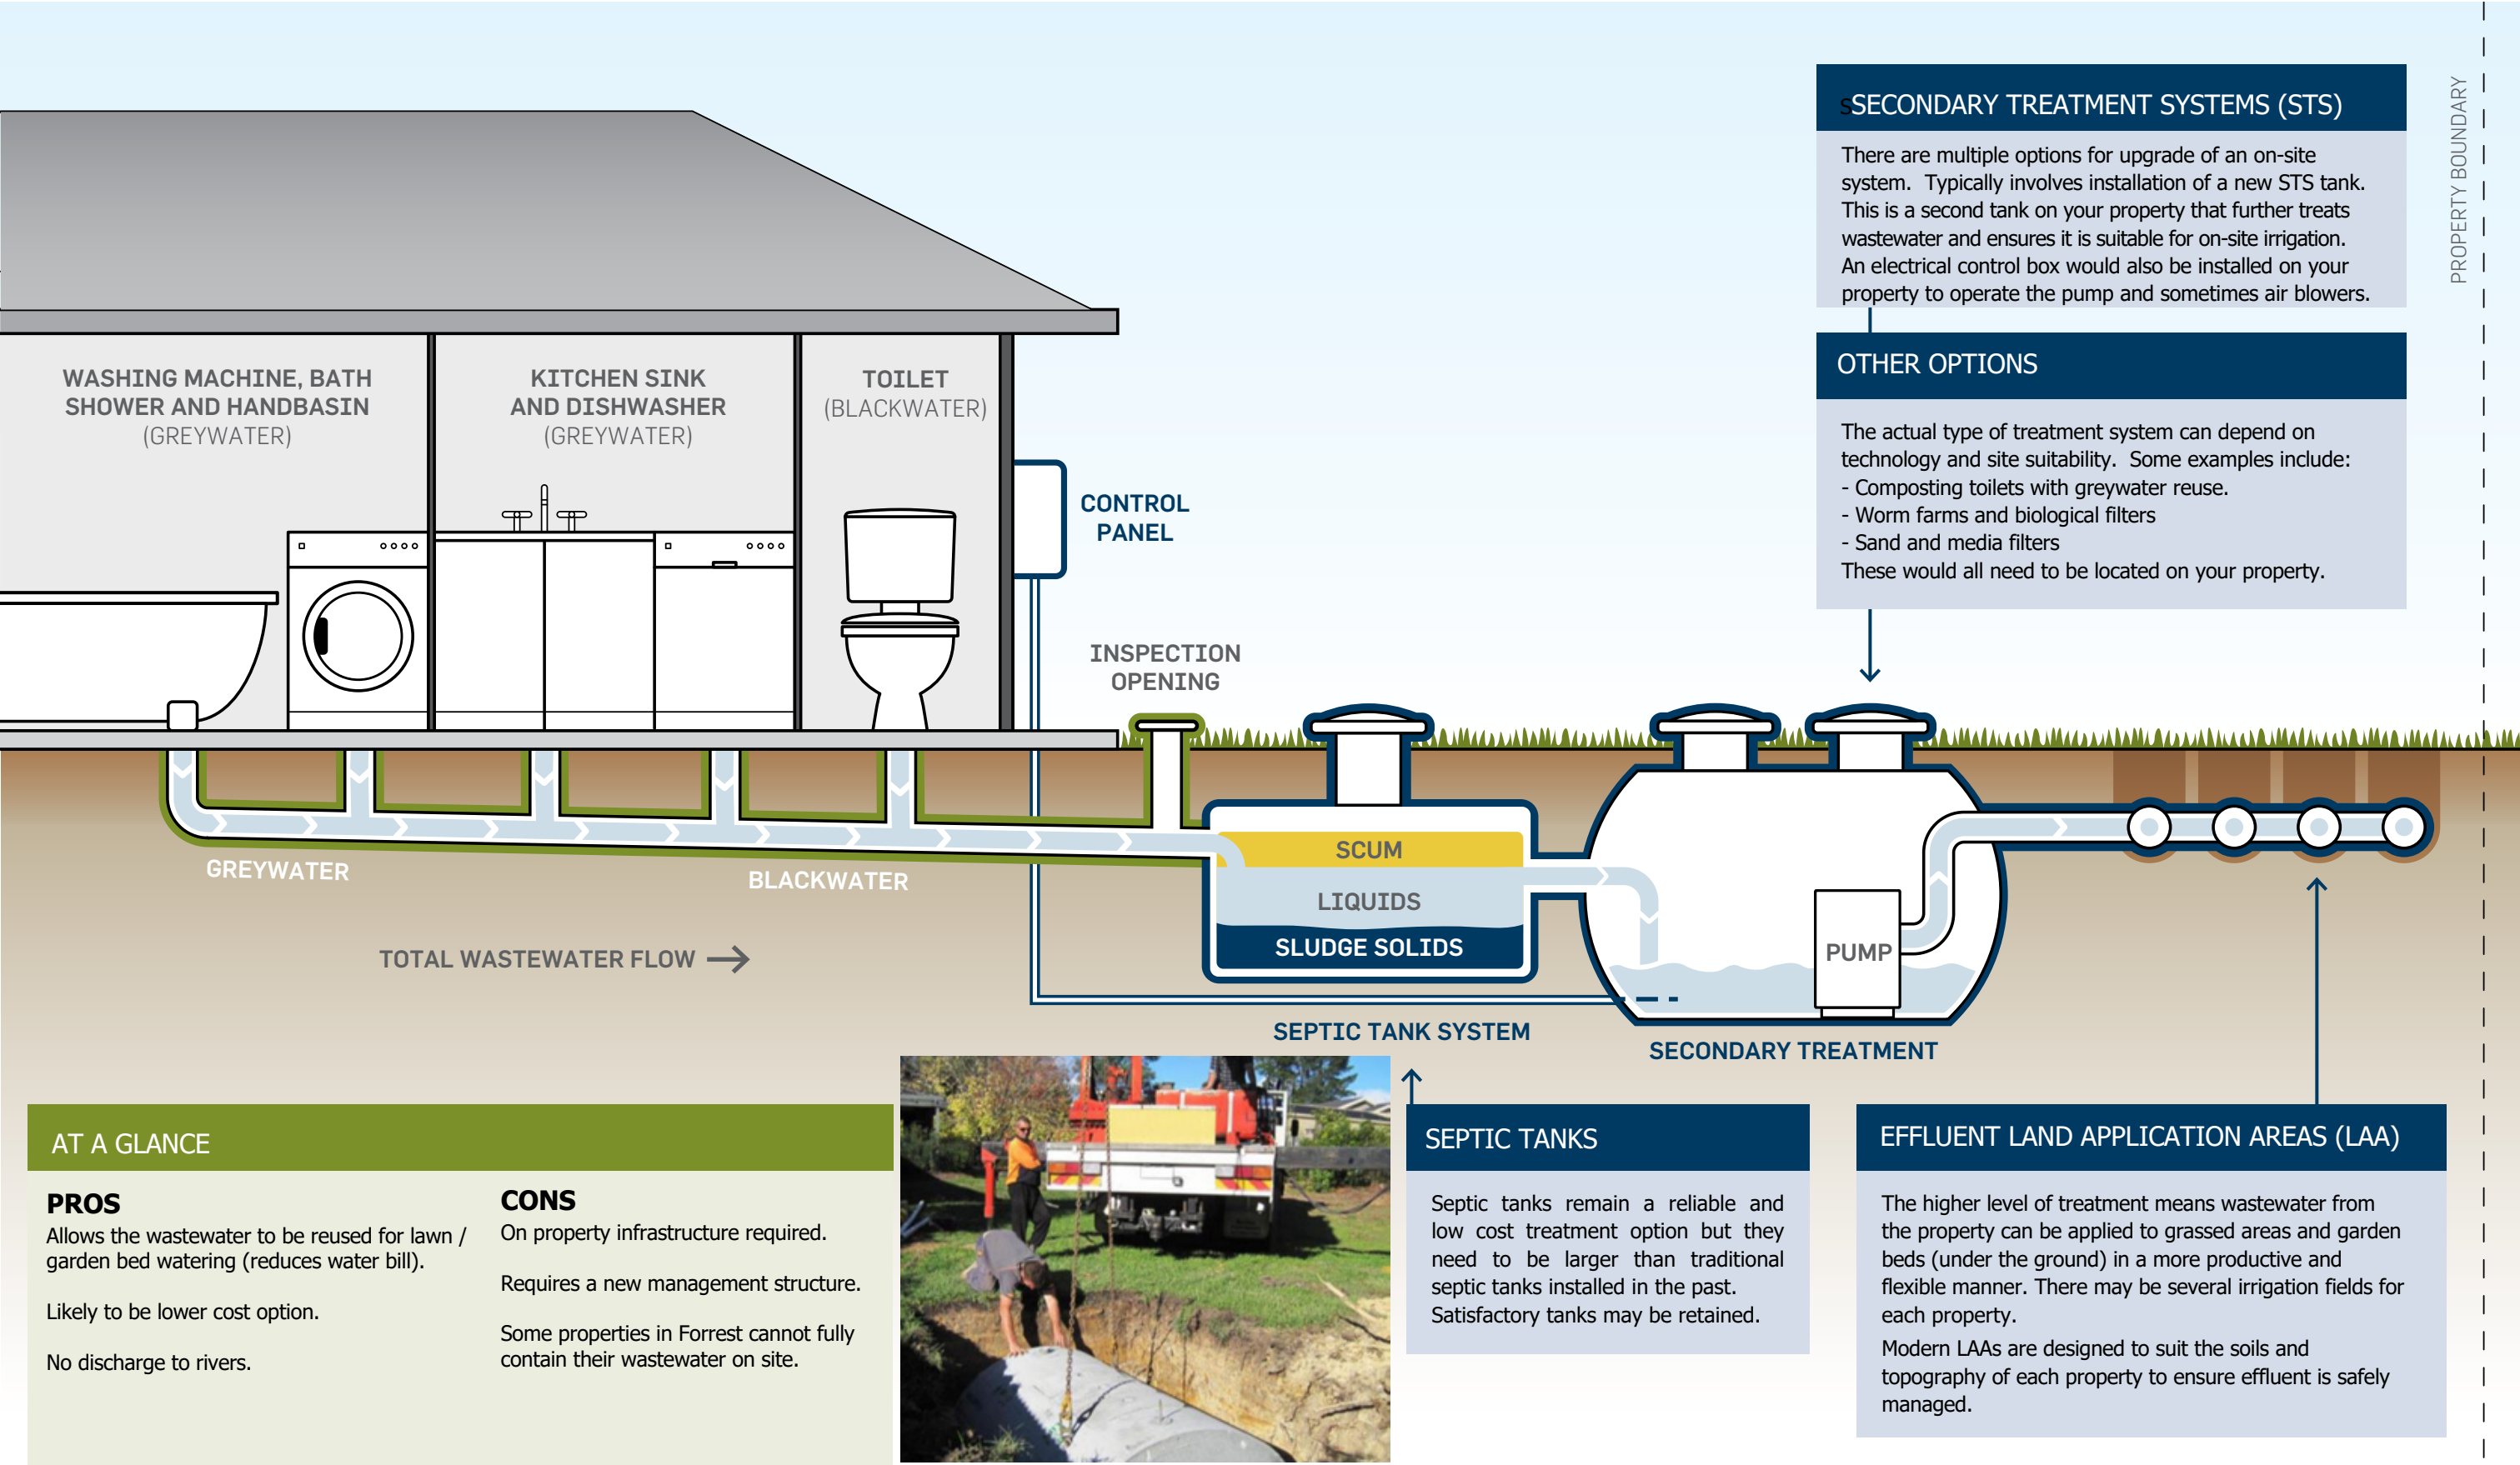 sSECONDARY TREATMENT SYSTEMS (STS)
There are multiple options for upgrade of an on-site
system. Typically involves installation of a new STS tank.
This is a second tank on your property that further treats
wastewater and ensures it is suitable for on-site irrigation.
An electrical control box would also be installed on your
property to operate the pump and sometimes air blowers.
PROPERTY BOUNDARY
OTHER OPTIONS
The actual type of treatment system can depend on
technology and site suitability. Some examples include:
- Composting toilets with greywater reuse.
- Worm farms and biological filters
- Sand and media filters
These would all need to be located on your property.
WASHING MACHINE, BATH
SHOWER AND HANDBASIN
(GREYWATER)
KITCHEN SINK
AND DISHWASHER
(GREYWATER)
TOILET
(BLACKWATER)
CONTROL
PANEL
INSPECTION
OPENING
GREYWATER
BLACKWATER
TOTAL WASTEWATER FLOW
SCUM
LIQUIDS
SLUDGE SOLIDS
PUMP
SEPTIC TANK SYSTEM
SECONDARY TREATMENT
AT A GLANCE
PROS
Allows the wastewater to be reused for lawn /
garden bed watering (reduces water bill).
Likely to be lower cost option.
No discharge to rivers.
CONS
On property infrastructure required.
Requires a new management structure.
Some properties in Forrest cannot fully
contain their wastewater on site.
SEPTIC TANKS
Septic tanks remain a reliable and
low cost treatment option but they
need to be larger than traditional
septic tanks installed in the past.
Satisfactory tanks may be retained.
EFFLUENT LAND APPLICATION AREAS (LAA)
The higher level of treatment means wastewater from
the property can be applied to grassed areas and garden
beds (under the ground) in a more productive and
flexible manner. There may be several irrigation fields for
each property.
Modern LAAs are designed to suit the soils and
topography of each property to ensure effluent is safely
managed.